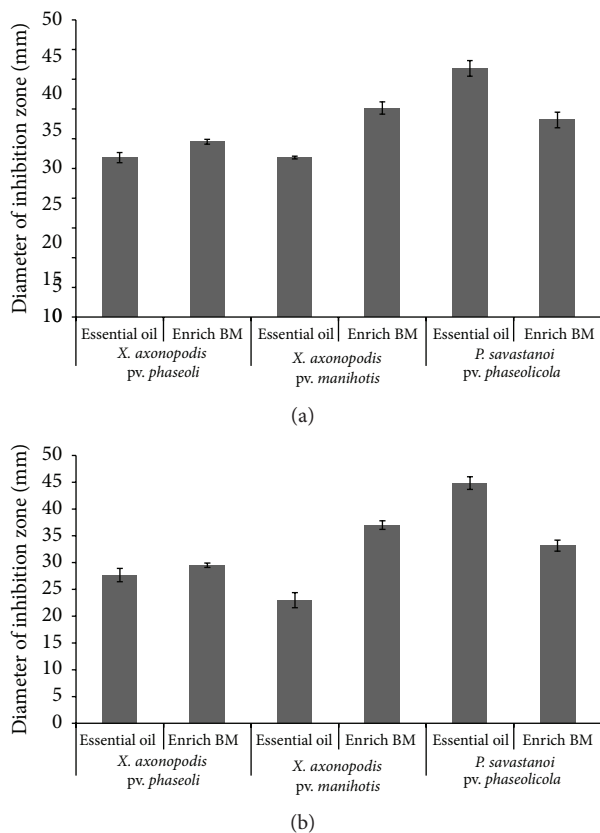 Diameter of inhibition zone (mm)
50
45
40
35
30
25
20
15
10
Essential oil Enrich BM Essential oil Enrich BM Essential oil Enrich BM
X. axonopodis X. axonopodis P. savastanoi
pv. phaseoli pv. manihotis pv. phaseolicola
(a)
Diameter of inhibition zone (mm)
50
45
40
35
30
25
20
15
10
5
0
Essential oil Enrich BM Essential oil Enrich BM Essential oil Enrich BM
X. axonopodis X. axonopodis P. savastanoi
pv. phaseoli pv. manihotis pv. phaseolicola
(b)